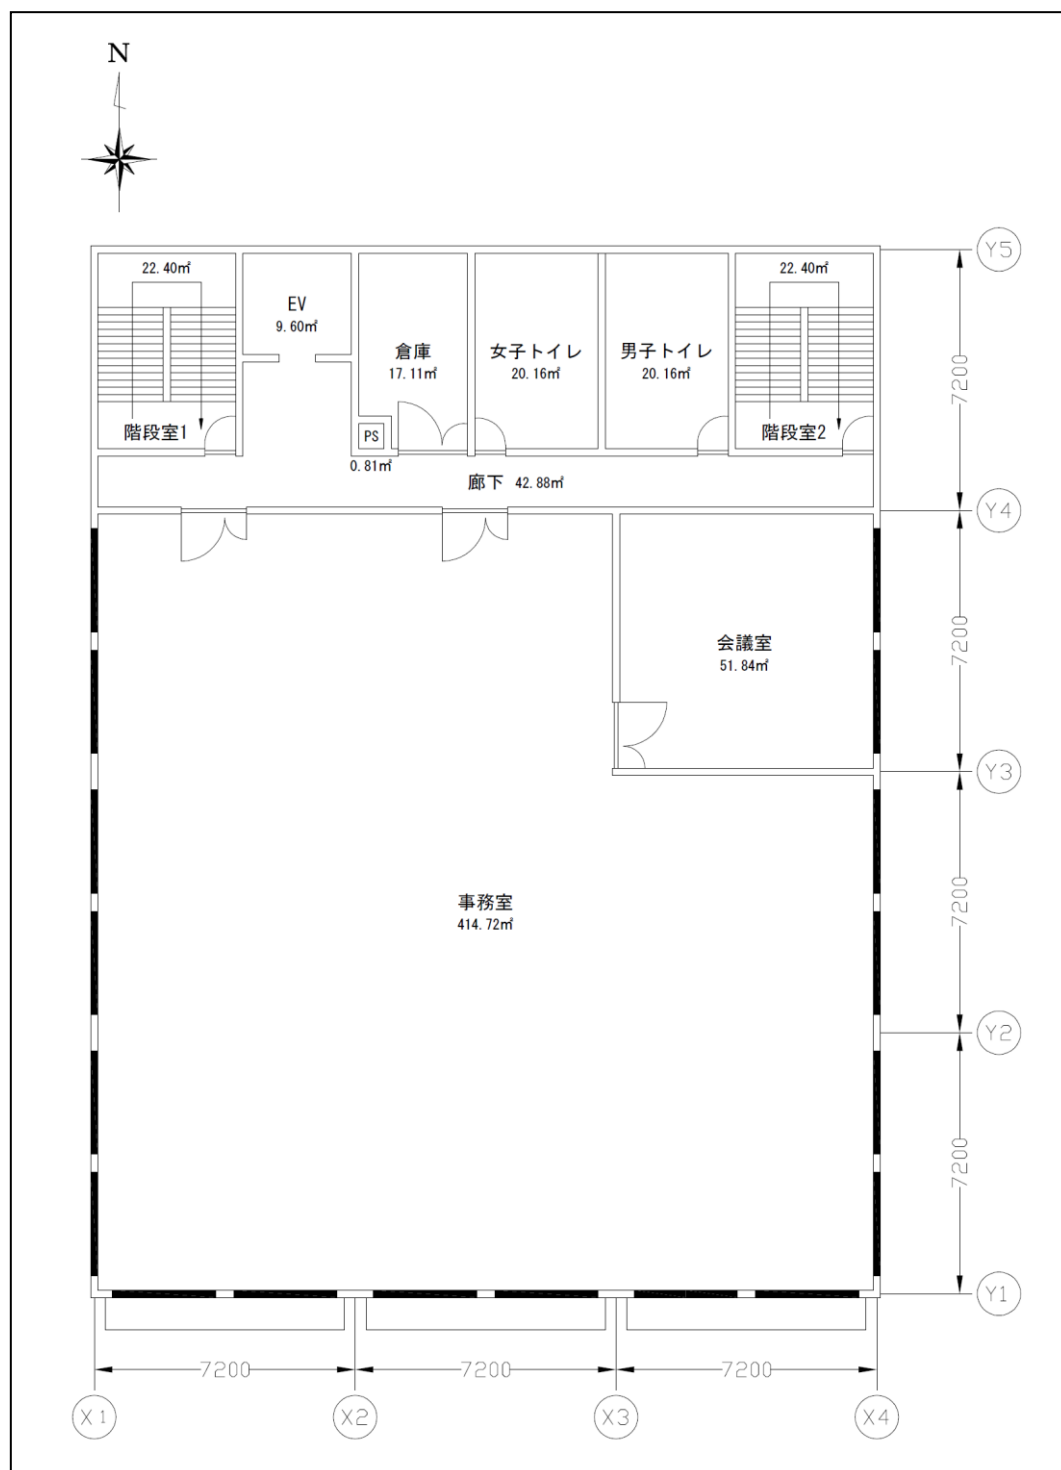 N
22.40㎡
22.40㎡
Y5
EV
9.60㎡
倉庫
17.11㎡
女子トイレ
20.16㎡
男子トイレ
20.16㎡
7200
階段室1
PS
階段室2
0.81㎡
廊下 42.88㎡
Y4
会議室
51.84㎡
7200
Y3
事務室
414.72㎡
7200
Y2
7200
Y1
7200
7200
7200
X1
X2
X3
X4